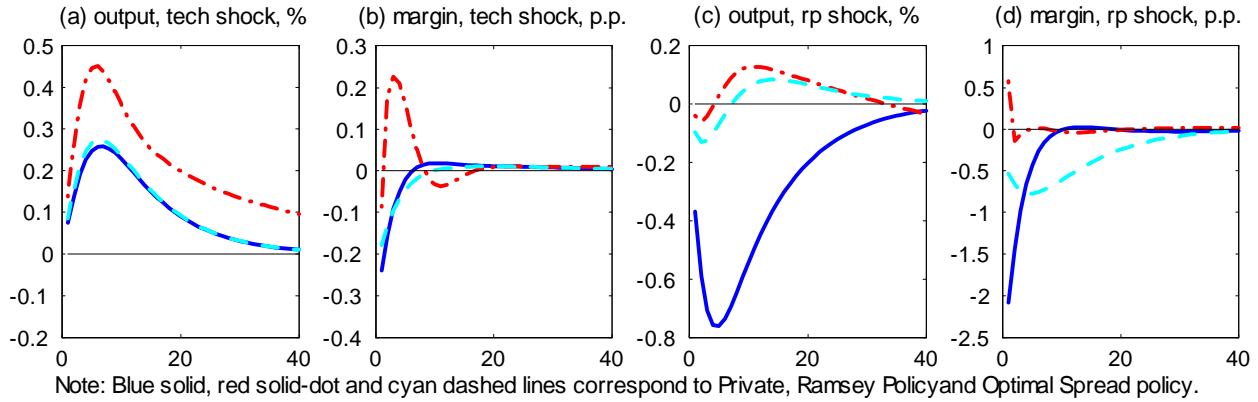 (a) output, tech shock, % (b) margin, tech shock, p.p. (c) output, rp shock, % (d) margin, rp shock, p.p.
0.5 0.3 0.2 1
0.4 0.2 0.5
0.3 0.1 0 0
0.2 0 -0.2 -0.5
0.1 -0.1 -0.4 -1
0 -0.2 -1.5
-0.1 -0.3 -0.6 -2
-0.2 -0.4 -0.8 -2.5
0 20 40 0 20 40 0 20 40 0 20 40
Note: Blue solid, red solid-dot and cyan dashed lines correspond to Private, Ramsey Policyand Optimal Spread policy.